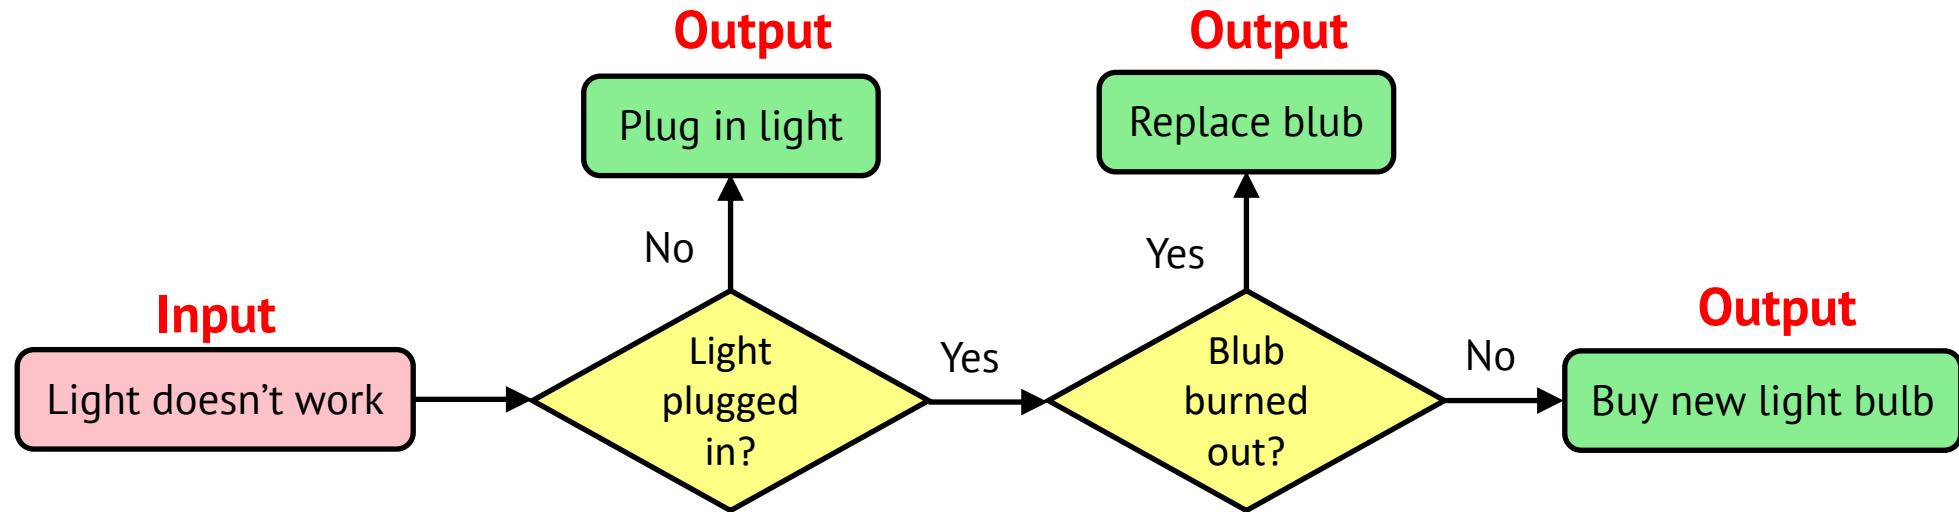 Output
Output
Plug in light
Replace blub
No
Yes
Input
Output
Light doesn't work
Light
plugged
in?
Yes
Blub
burned
out?
No
Buy new light bulb